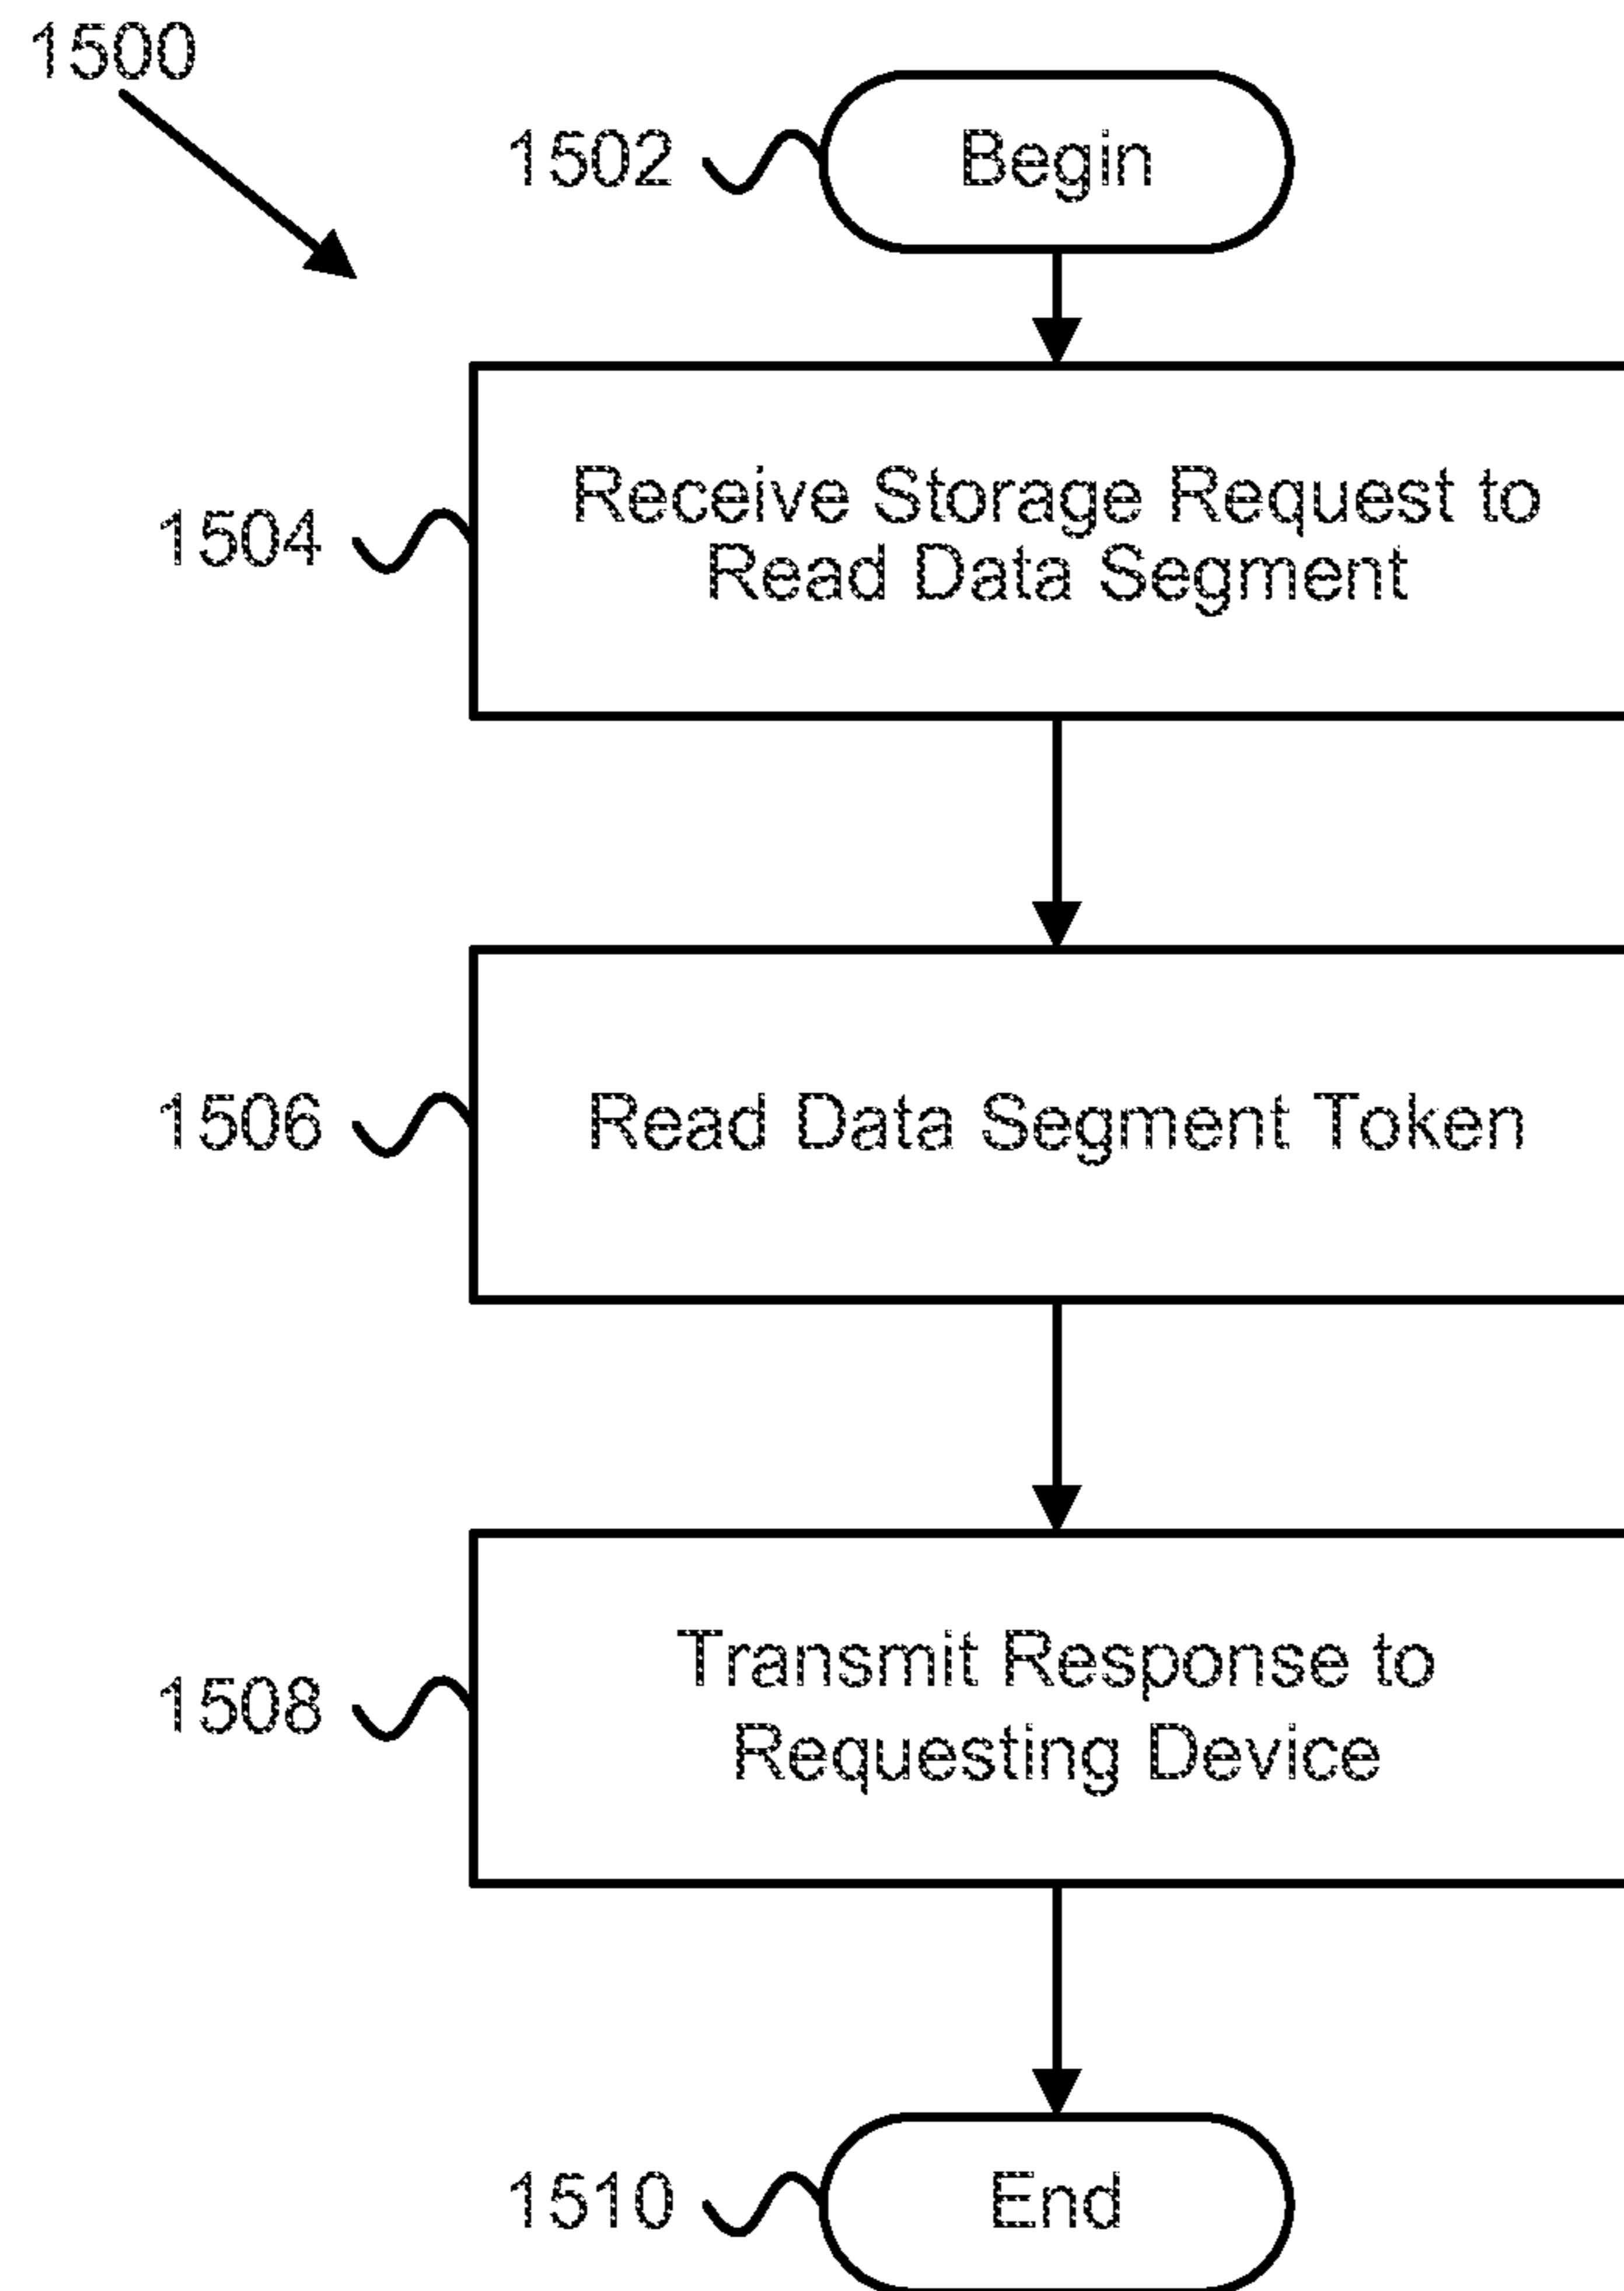 1500
1502
Begin
Receive Storage Request to
1504
Read Data Segment
1506
Read Data Segment Token
Transmit Response to
1508
Requesting Device
1510
End